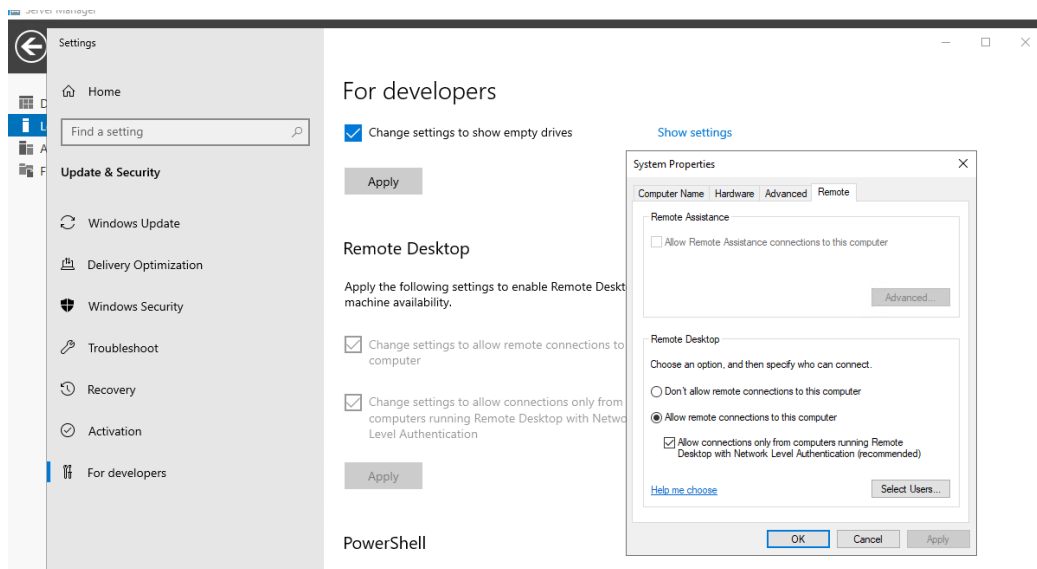 Server Manager
Settings
Home
Find a setting
Update & Security
Windows Update
Delivery Optimization
Windows Security
Troubleshoot
Recovery
Activation
For developers
D
L
A
F
For developers
Change settings to show empty drives
Show settings
Apply
Remote Desktop
Apply the following settings to enable Remote Deskt
machine availability.
Change settings to allow remote connections to
computer
Change settings to allow connections only from
computers running Remote Desktop with Netwo
Level Authentication
Apply
PowerShell
System Properties
Computer Name
Hardware
Advanced
Remote
Remote Assistance
Allow Remote Assistance connections to this computer
Advanced...
Remote Desktop
Choose an option, and then specify who can connect.
Don't allow remote connections to this computer
Allow remote connections to this computer
Allow connections only from computers running Remote
Desktop with Network Level Authentication (recommended)
Help me choose
Select Users...
OK
Cancel
Apply